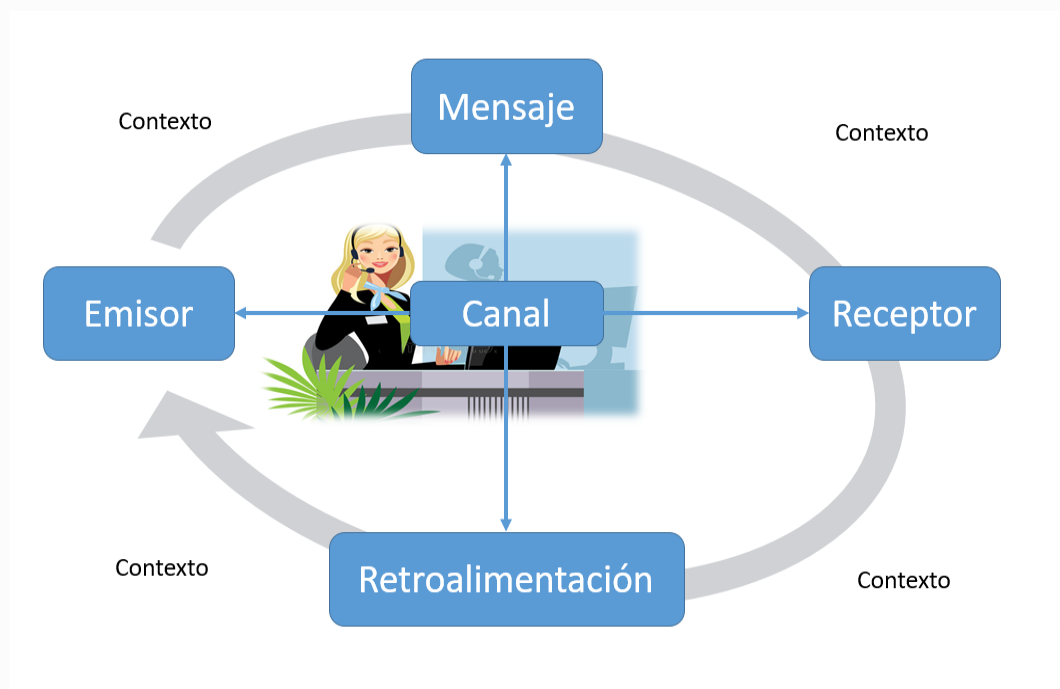 Mensaje
Contexto
Contexto
Emisor
Canal
Receptor
Contexto
Retroalimentación
Contexto